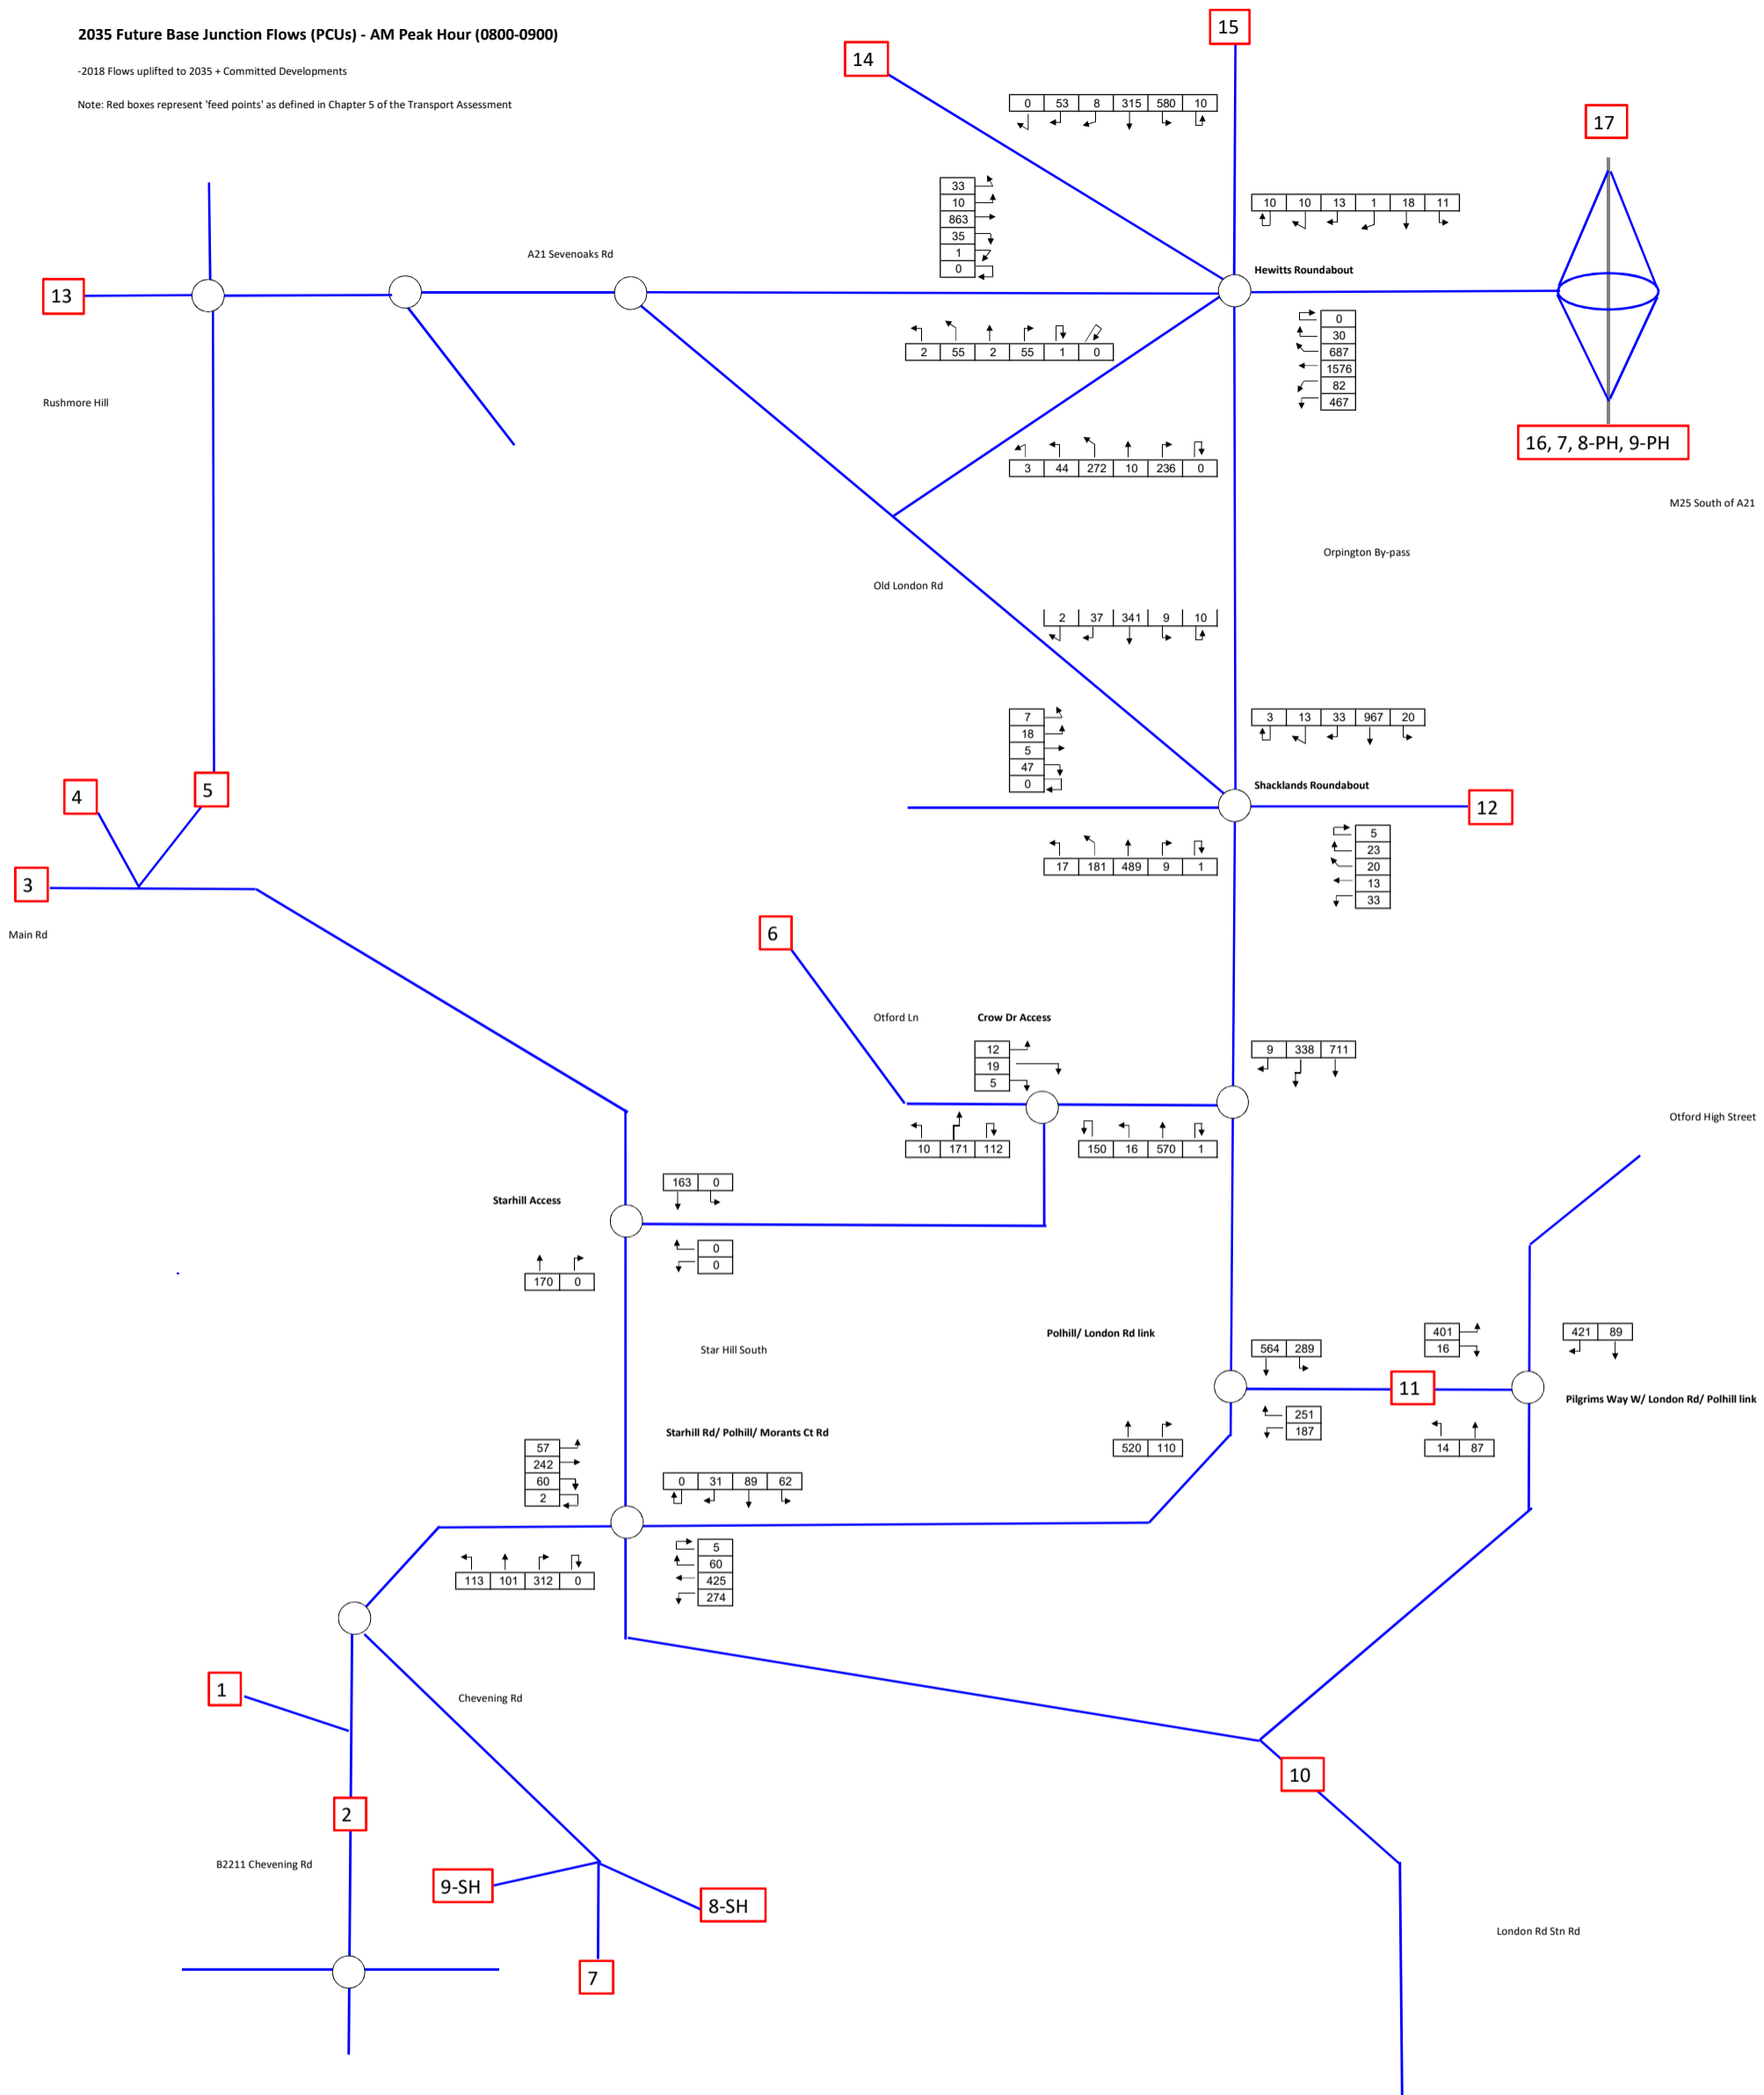 2035 Future Base Junction Flows (PCUs) - AM Peak Hour (0800-0900)
-2018 Flows uplifted to 2035 + Committed Developments
Note: Red boxes represent 'feed points' as defined in Chapter 5 of the Transport Assessment
15
14
0 53 8 315 580 10
17
33
10
863
35
1
0
10 10 13 1 18 11
A21 Sevenoaks Rd
Hewitts Roundabout
13
2 55 2 55 1 0
0
30
687
1576
82
467
Rushmore Hill
16, 7, 8-PH, 9-PH
3 44 272 10 236 0
M25 South of A21
Orpington By-pass
Old London Rd
2 37 341 9 10
7
18
5
47
0
3 13 33 967 20
Shacklands Roundabout
4
5
12
3
17 181 489 9 1
5
23
20
13
33
Main Rd
6
Otford Ln
Crow Dr Access
12
19
5
9 338 711
Otford High Street
10 171 112
150 16 570 1
163 0
Starhill Access
0
0
170 0
Polhill/ London Rd link
Star Hill South
564 289
401
16
421 89
11
Pilgrims Way W/ London Rd/ Polhill link
251
187
520 110
14 87
Starhill Rd/ Polhill/ Morants Ct Rd
57
242
60
2
0 31 89 62
5
60
425
274
113 101 312 0
1
Chevening Rd
10
2
B2211 Chevening Rd
9-SH
8-SH
London Rd Stn Rd
7